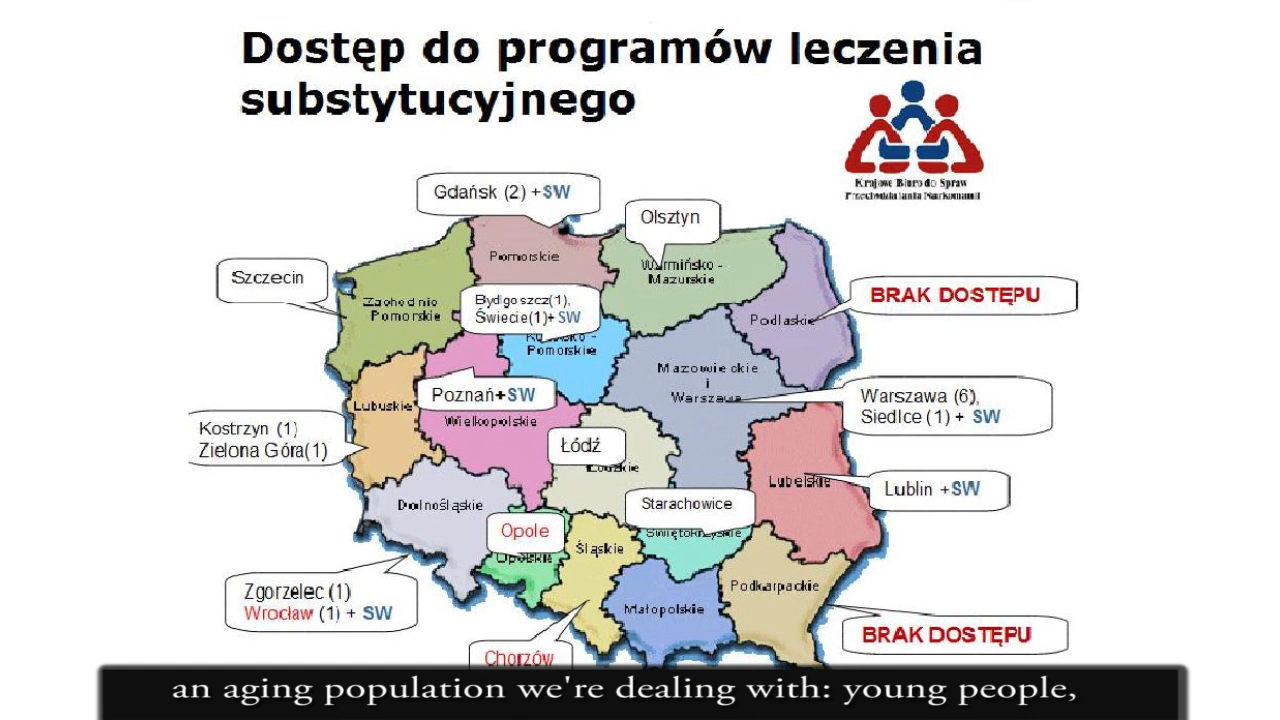 Dostęp do programów leczenia
substytucyjnego
Krajowe Biuro do Spraw
Przeciwdziałania Narkomanii
Gdańsk (2) +SW
Olsztyn
Pomorskie
Warmińsko -
Mazurskie
Szczecin
BRAK DOSTĘPU
Zachodnio
Pomorskie
Bydgoszcz(1),
Świecie(1)+ SW
Podlaskie
Pomorskie
Mazowieckie
i
Warszawa
Poznań+SW
Warszawa (6),
Siedlce (1) + SW
Lubuskie
Wielkopolskie
Kostrzyn (1)
Zielona Góra(1)
Łódź
Łódzkie
Lubelskie
Lublin +SW
Dolnośląskie
Starachowice
Opole
Świętokrzyskie
Śląskie
Opolskie
Zgorzelec (1)
Wrocław (1) + SW
Podkarpackie
Małopolskie
BRAK DOSTĘPU
Chorzów
an aging population we're dealing with: young people,